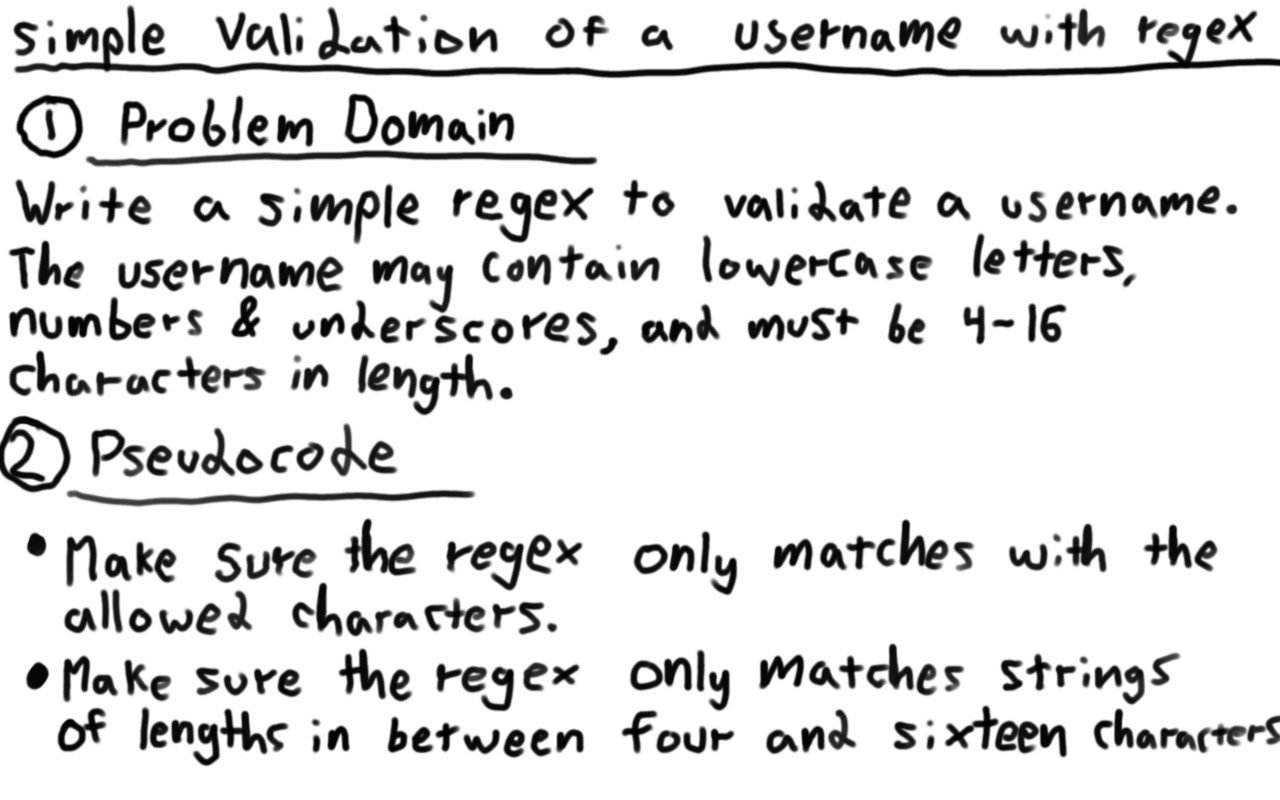 simple Validation of a username with regex
① Problem Domain
Write a simple regex to validate a username.
The username may contain lowercase letters,
numbers & underscores, and must be 4-16
characters in length.
② Pseudocode
• Make sure the regex only matches with the
allowed characters.
• Make sure the regex only matches strings
of lengths in between four and sixteen characters